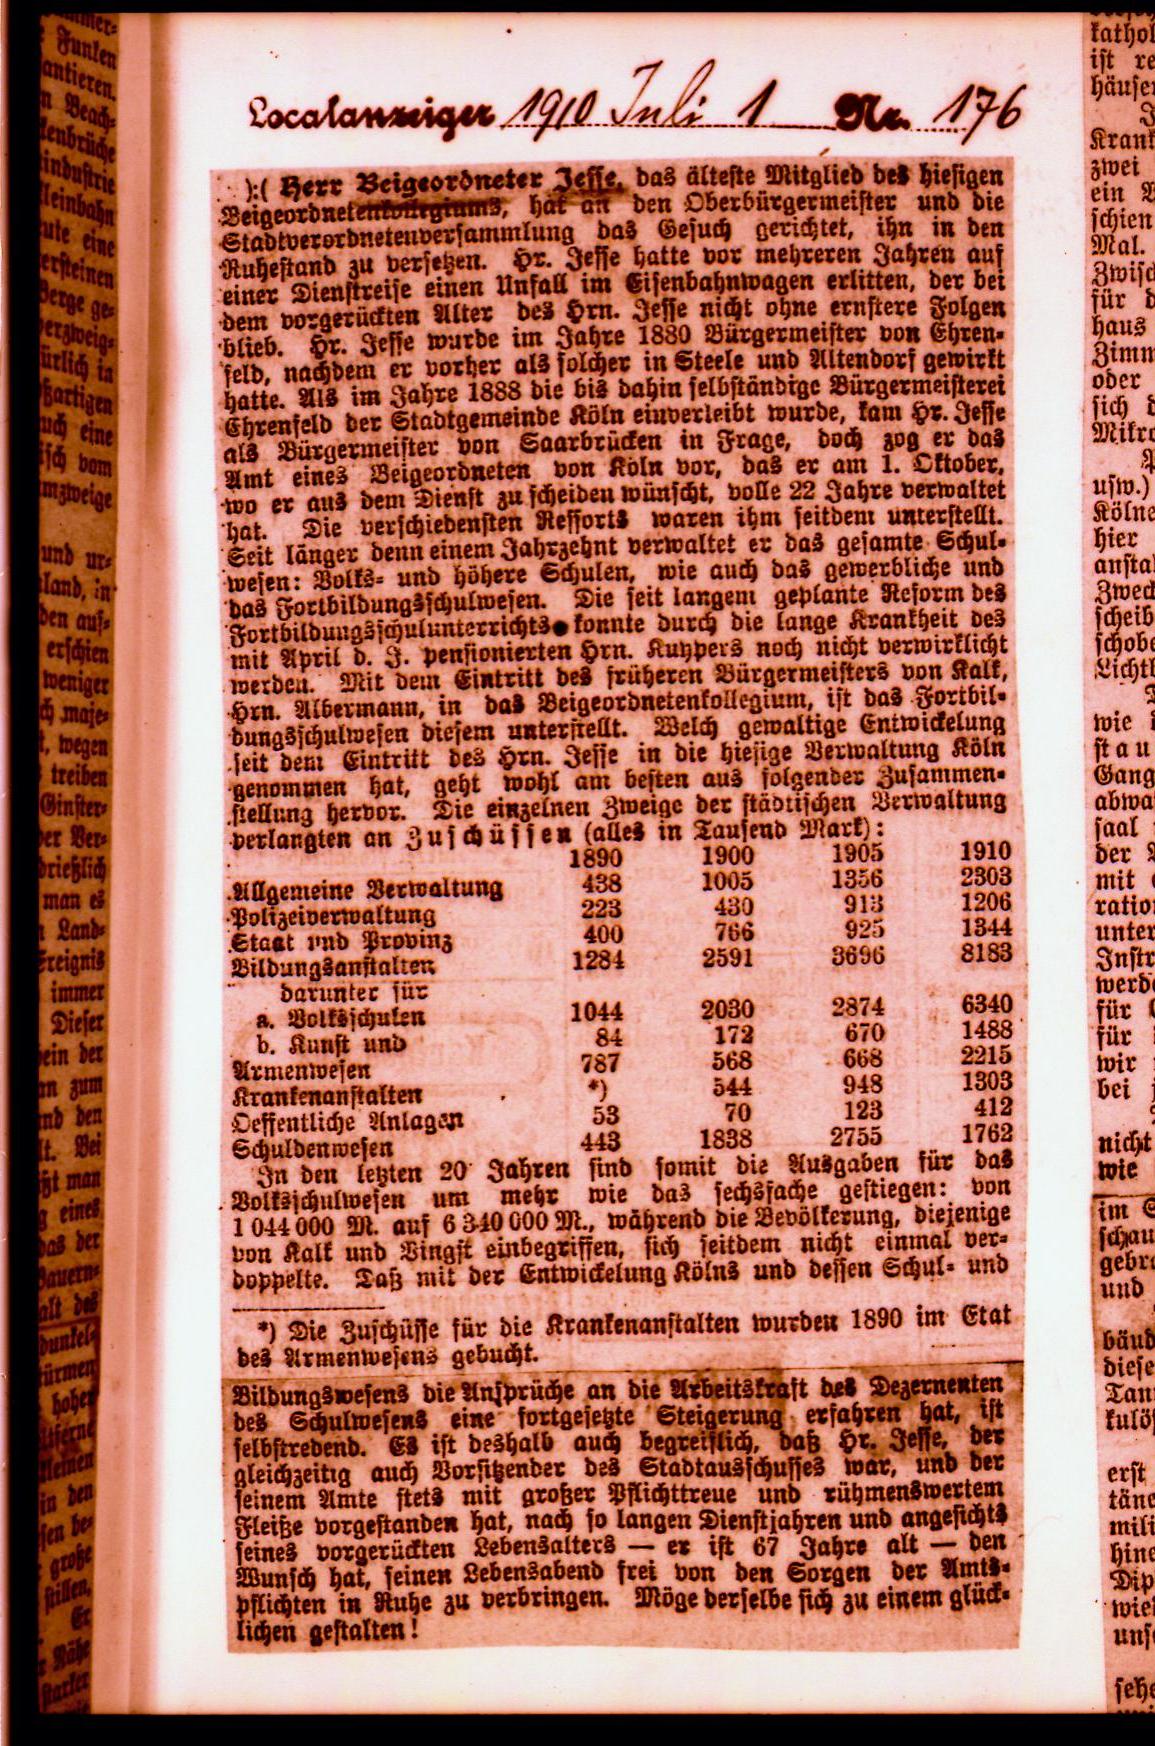 Localanzeiger 1910 Juli 1 Nr. 176
):( Herr Beigeordneter Jesse, das älteste Mitglied des hiesigen
Beigeordnetenkollegiums, hat an den Oberbürgermeister und die
Stadtverordnetenversammlung das Gesuch gerichtet, ihn in den
Ruhestand zu versetzen. Hr. Jesse hatte vor mehreren Jahren auf
einer Dienstreise einen Unfall im Eisenbahnwagen erlitten, der bei
dem vorgerückten Alter des Hrn. Jesse nicht ohne ernstere Folgen
blieb. Hr. Jesse wurde im Jahre 1880 Bürgermeister von Ehren-
feld, nachdem er vorher als solcher in Steele und Altendorf gewirkt
hatte. Als im Jahre 1888 die bis dahin selbständige Bürgermeisterei
Ehrenfeld der Stadtgemeinde Köln einverleibt wurde, kam Hr. Jesse
als Bürgermeister von Saarbrücken in Frage, doch zog er das
Amt eines Beigeordneten von Köln vor, das er am 1. Oktober,
wo er aus dem Dienst zu scheiden wünscht, volle 22 Jahre verwaltet
hat. Die verschiedensten Ressorts waren ihm seitdem unterstellt.
Seit länger denn einem Jahrzehnt verwaltet er das gesamte Schul-
wesen: Volks- und höhere Schulen, wie auch das gewerbliche und
das Fortbildungsschulwesen. Die seit langem geplante Reform des
Fortbildungsschulunterrichts konnte durch die lange Krankheit des
mit April d. J. pensionierten Hrn. Kuypers noch nicht verwirklicht
werden. Mit dem Eintritt des früheren Bürgermeisters von Kalk,
Hrn. Albermann, in das Beigeordnetenkollegium, ist das Fortbil-
dungsschulwesen diesem unterstellt. Welch gewaltige Entwickelung
seit dem Eintritt des Hrn. Jesse in die hiesige Verwaltung Köln
genommen hat, geht wohl am besten aus folgender Zusammen-
stellung hervor. Die einzelnen Zweige der städtischen Verwaltung
verlangten an Zuschüssen (alles in Tausend Mark):
1890 1900 1905 1910
Allgemeine Verwaltung 438 1005 1356 2303
Polizeiverwaltung 223 430 913 1206
Staat und Provinz 400 766 925 1344
Bildungsanstalten 1284 2591 3696 8183
darunter für
a. Volksschulen 1044 2030 2874 6340
b. Kunst und 84 172 670 1488
Armenwesen 787 568 668 2215
Krankenanstalten *) 544 948 1303
Oeffentliche Anlagen 53 70 123 412
Schuldenwesen 443 1838 2755 1762
In den letzten 20 Jahren sind somit die Ausgaben für das
Volksschulwesen um mehr wie das sechsfache gestiegen: von
1 044 000 M. auf 6 340 000 M., während die Bevölkerung, diejenige
von Kalk und Vingst einbegriffen, sich seitdem nicht einmal ver-
doppelte. Daß mit der Entwickelung Kölns und dessen Schul- und
*) Die Zuschüsse für die Krankenanstalten wurden 1890 im Etat
des Armenwesens gebucht.
Bildungswesens die Ansprüche an die Arbeitskraft des Dezernenten
des Schulwesens eine fortgesetzte Steigerung erfahren hat, ist
selbstredend. Es ist deshalb auch begreiflich, daß Hr. Jesse, der
gleichzeitig auch Vorsitzender des Stadtausschusses war, und der
seinem Amte stets mit großer Pflichttreue und rühmenswertem
Fleiße vorgestanden hat, nach so langen Dienstjahren und angesichts
seines vorgerückten Lebensalters — er ist 67 Jahre alt — den
Wunsch hat, seinen Lebensabend frei von den Sorgen der Amts-
pflichten in Ruhe zu verbringen. Möge derselbe sich zu einem glück-
lichen gestalten!